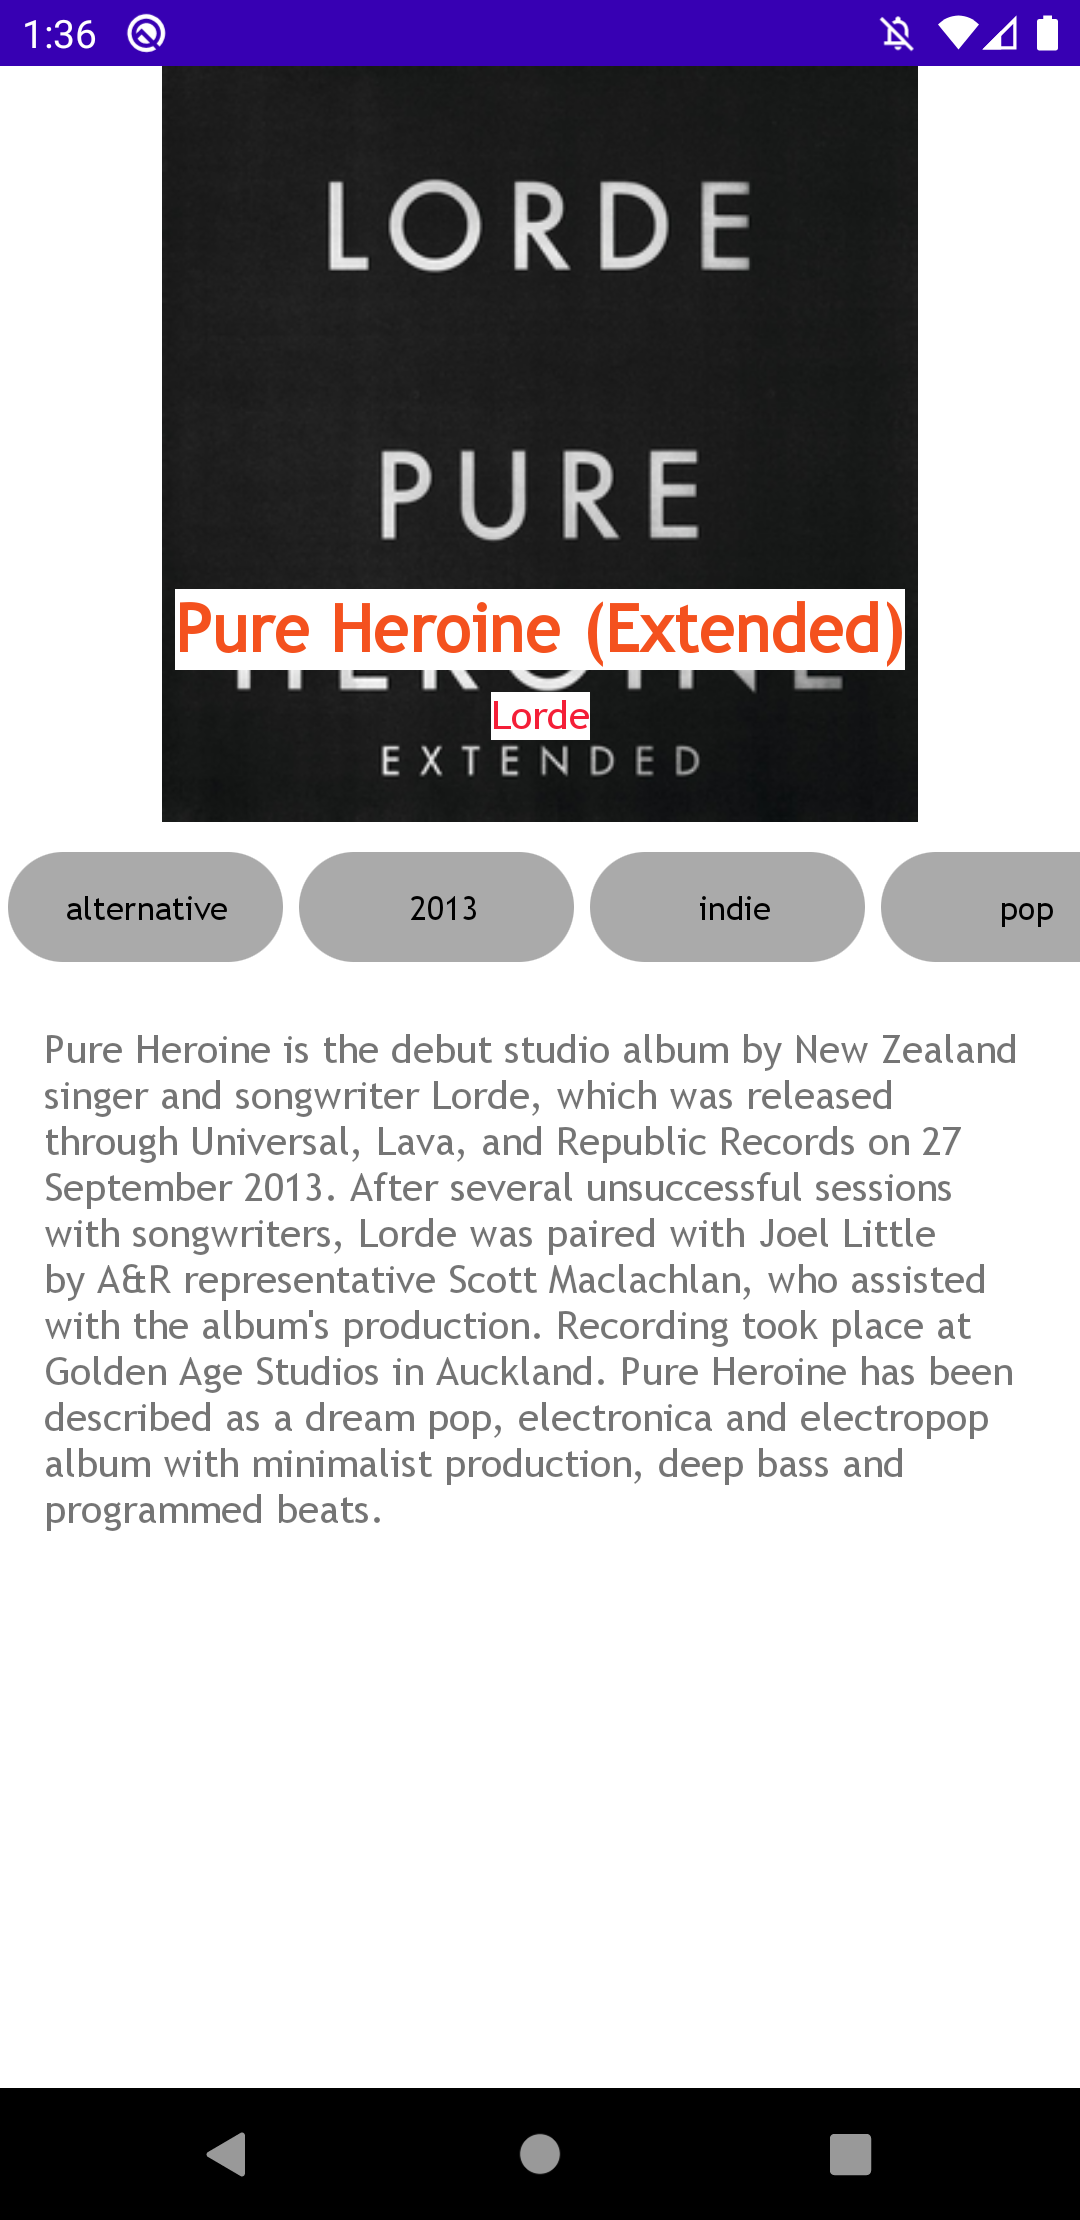 1:36
LORDE
PURE
Pure Heroine (Extended)
HEROINE
Lorde
EXTENDED
alternative 2013 indie pop
Pure Heroine is the debut studio album by New Zealand
singer and songwriter Lorde, which was released
through Universal, Lava, and Republic Records on 27
September 2013. After several unsuccessful sessions
with songwriters, Lorde was paired with Joel Little
by A&R representative Scott Maclachlan, who assisted
with the album's production. Recording took place at
Golden Age Studios in Auckland. Pure Heroine has been
described as a dream pop, electronica and electropop
album with minimalist production, deep bass and
programmed beats.